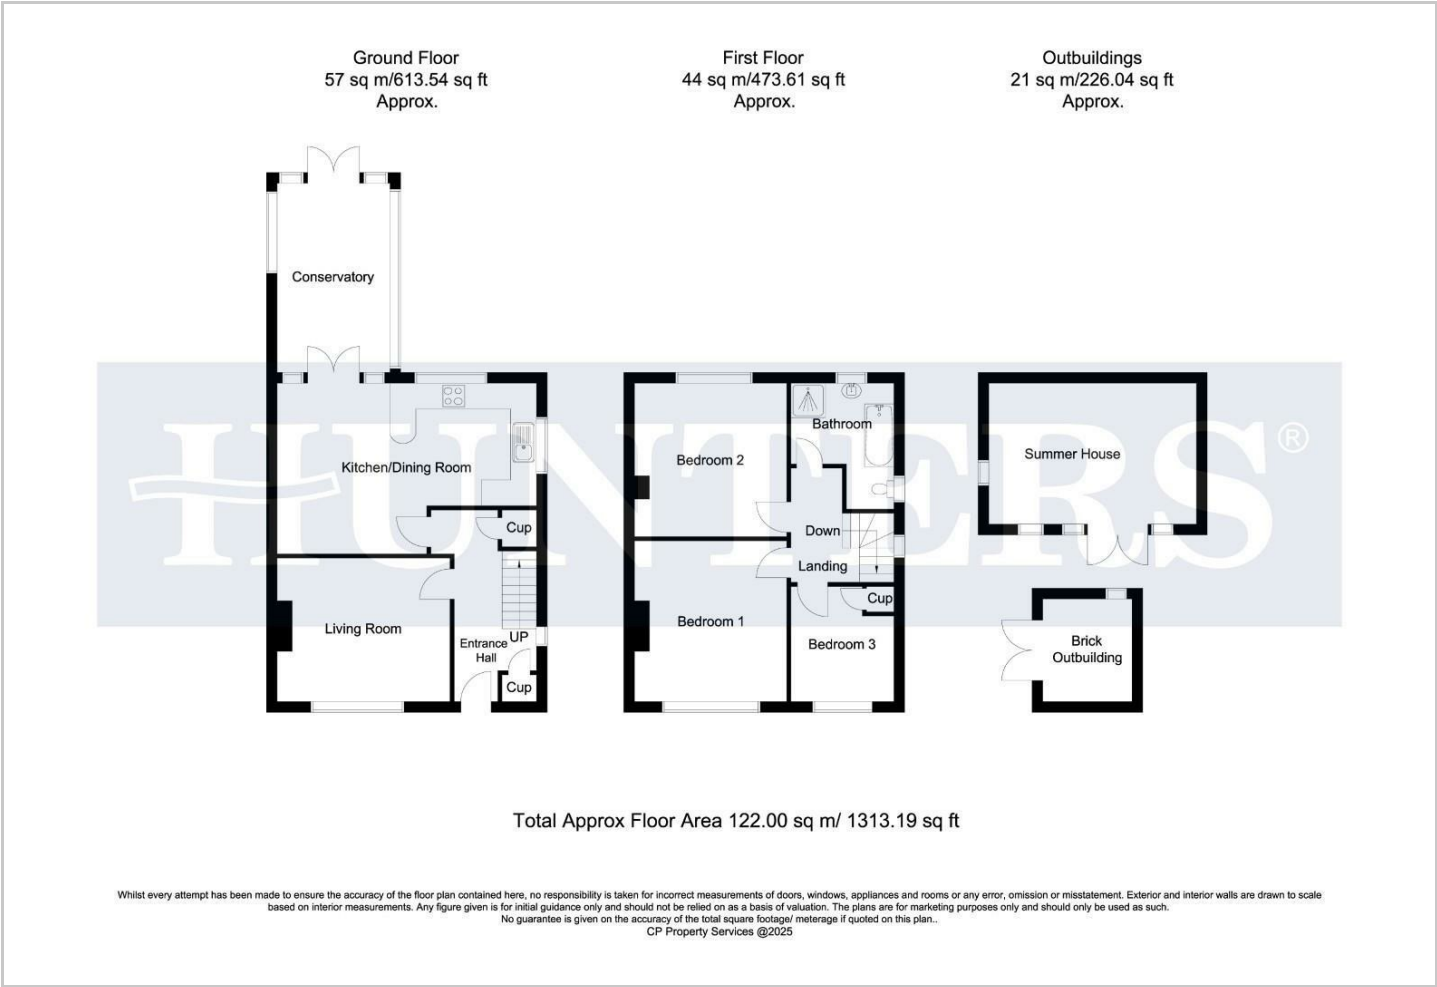 Ground Floor
57 sq m/613.54 sq ft
Approx.
First Floor
44 sq m/473.61 sq ft
Approx.
Outbuildings
21 sq m/226.04 sq ft
Approx.
Conservatory
Kitchen/Dining Room
Cup
Living Room
Entrance
Hall
UP
Cup
Bathroom
Bedroom 2
Down
Landing
Cup
Bedroom 1
Bedroom 3
Summer House
Brick
Outbuilding
HUNTERS®
Total Approx Floor Area 122.00 sq m/ 1313.19 sq ft
Whilst every attempt has been made to ensure the accuracy of the floor plan contained here, no responsibility is taken for incorrect measurements of doors, windows, appliances and rooms or any error, omission or misstatement. Exterior and interior walls are drawn to scale
based on interior measurements. Any figure given is for initial guidance only and should not be relied on as a basis of valuation. The plans are for marketing purposes only and should only be used as such.
No guarantee is given on the accuracy of the total square footage/ meterage if quoted on this plan..
CP Property Services @2025